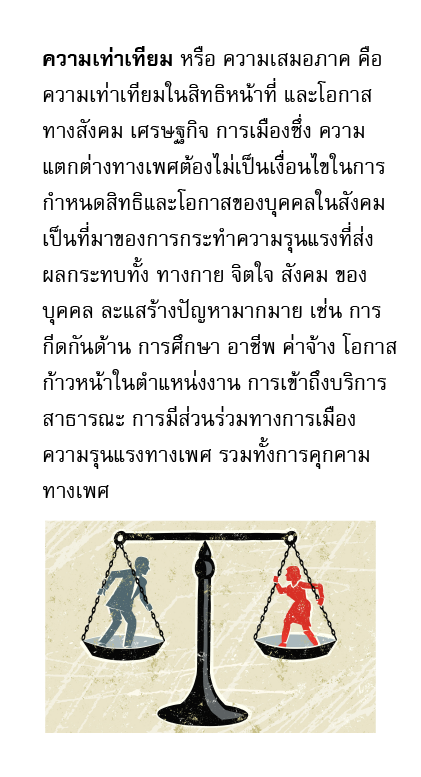 ความเท่าเทียม หรือ ความเสมอภาค คือ
ความเท่าเทียมในสิทธิหน้าที่ และโอกาส
ทางสังคม เศรษฐกิจ การเมืองซึ่ง ความ
แตกต่างทางเพศต้องไม่เป็นเงื่อนไขในการ
กำหนดสิทธิและโอกาสของบุคคลในสังคม
เป็นที่มาของการกระทำความรุนแรงที่ส่ง
ผลกระทบทั้ง ทางกาย จิตใจ สังคม ของ
บุคคล ละแสร้างปัญหามากมาย เช่น การ
กีดกันด้าน การศึกษา อาชีพ ค่าจ้าง โอกาส
ก้าวหน้าในตำแหน่งงาน การเข้าถึงบริการ
สาธารณะ การมีส่วนร่วมทางการเมือง
ความรุนแรงทางเพศ รวมทั้งการคุกคาม
ทางเพศ